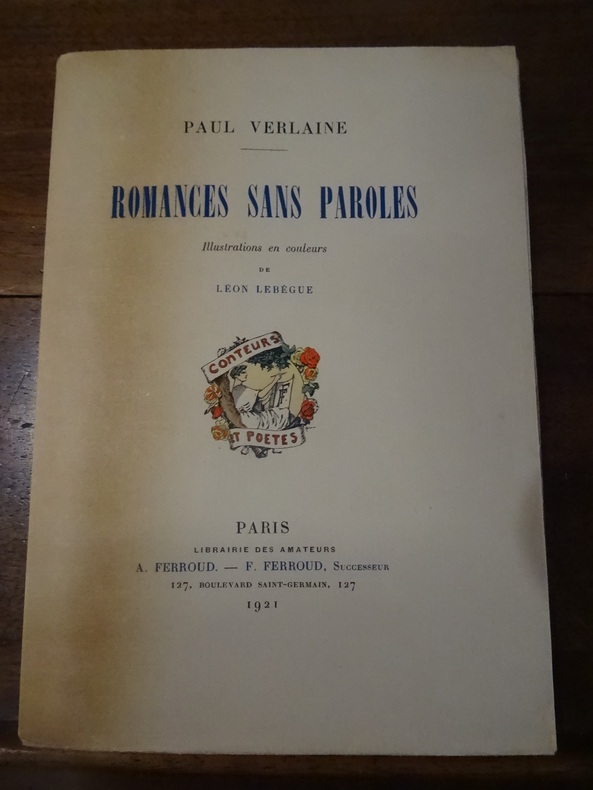 PAUL VERLAINE
ROMANCES SANS PAROLES
Illustrations en couleurs
DE
LÉON LEBÈGUE
CONTEURS
ET POETES
PARIS
LIBRAIRIE DES AMATEURS
A. FERROUD. — F. FERROUD, Successeur
127, BOULEVARD SAINT-GERMAIN, 127
1921